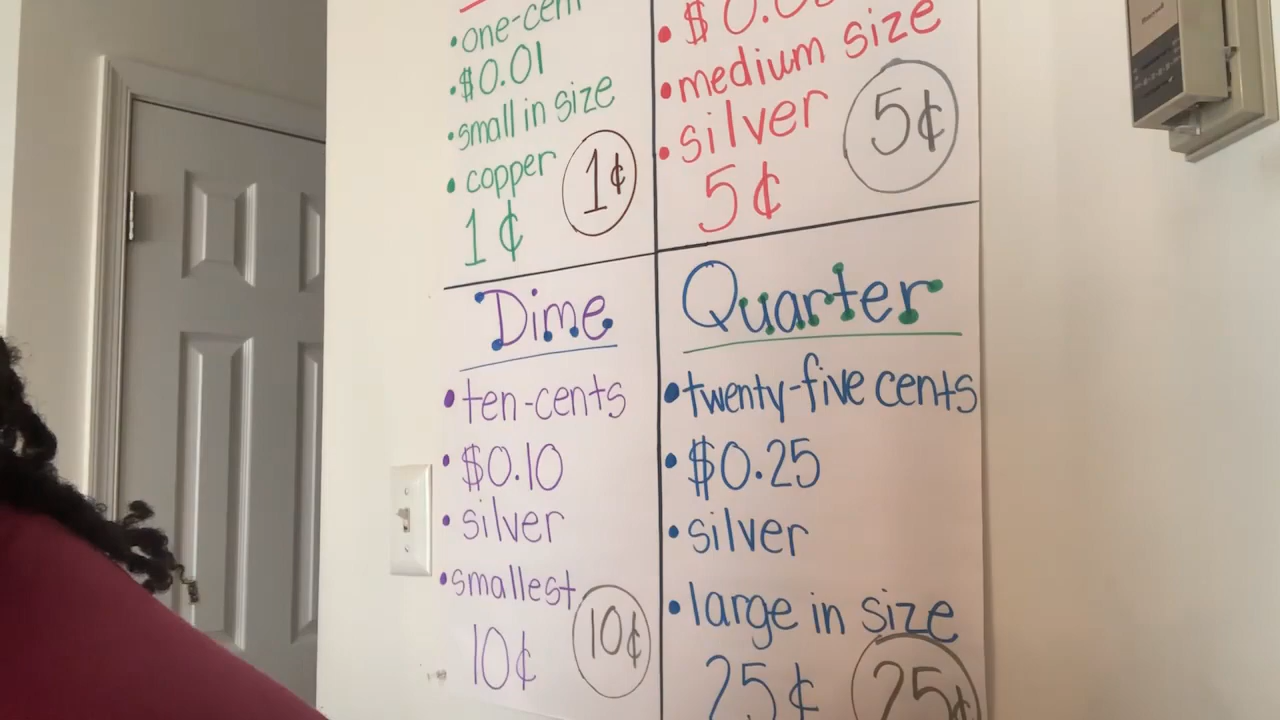 • one-cent
• $0.01
• small in size
• copper
1¢
1¢
• medium size
• silver
5¢
5¢
Dime
• ten-cents
• $0.10
• silver
• smallest
10¢
10¢
Quarter
• twenty-five cents
• $0.25
• silver
• large in size
25¢
25¢